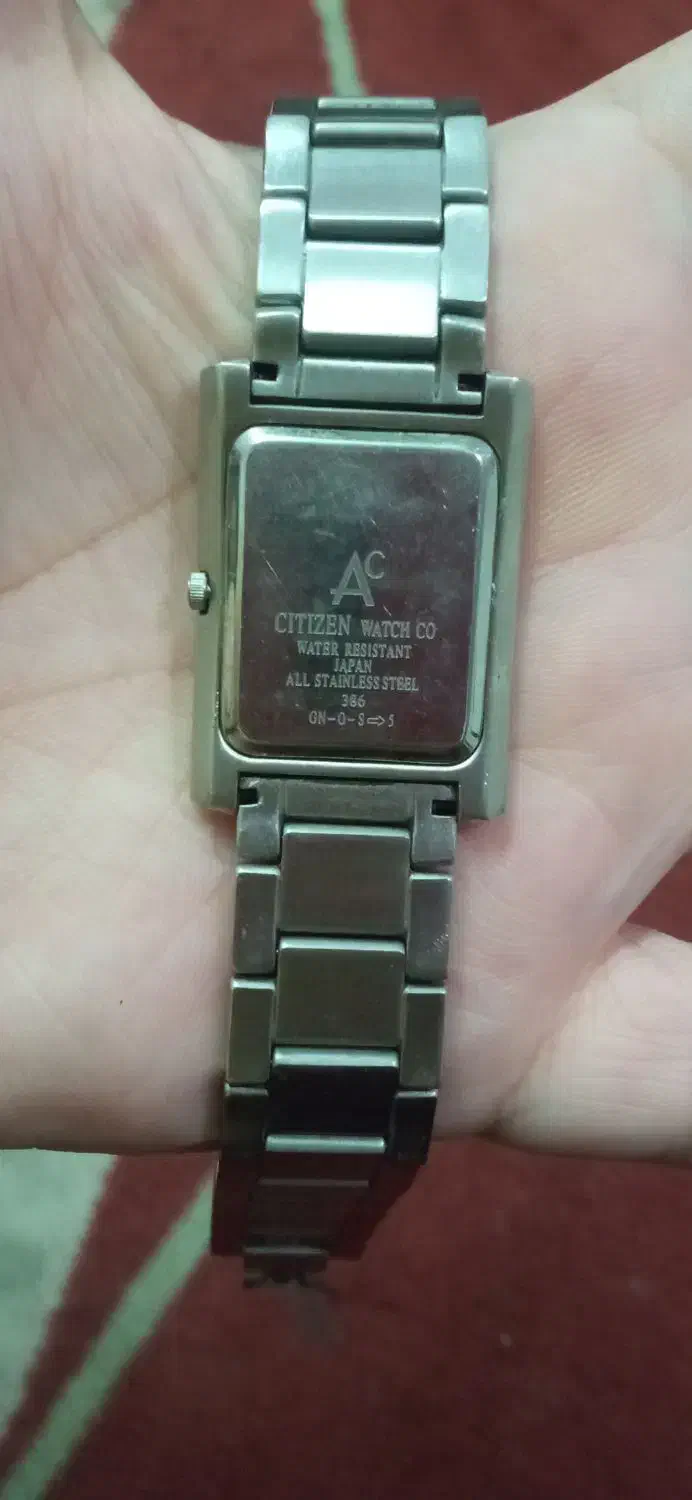 AC
CITIZEN WATCH CO
WATER RESISTANT
JAPAN
ALL STAINLESS STEEL
386
GN-0-S⇨5